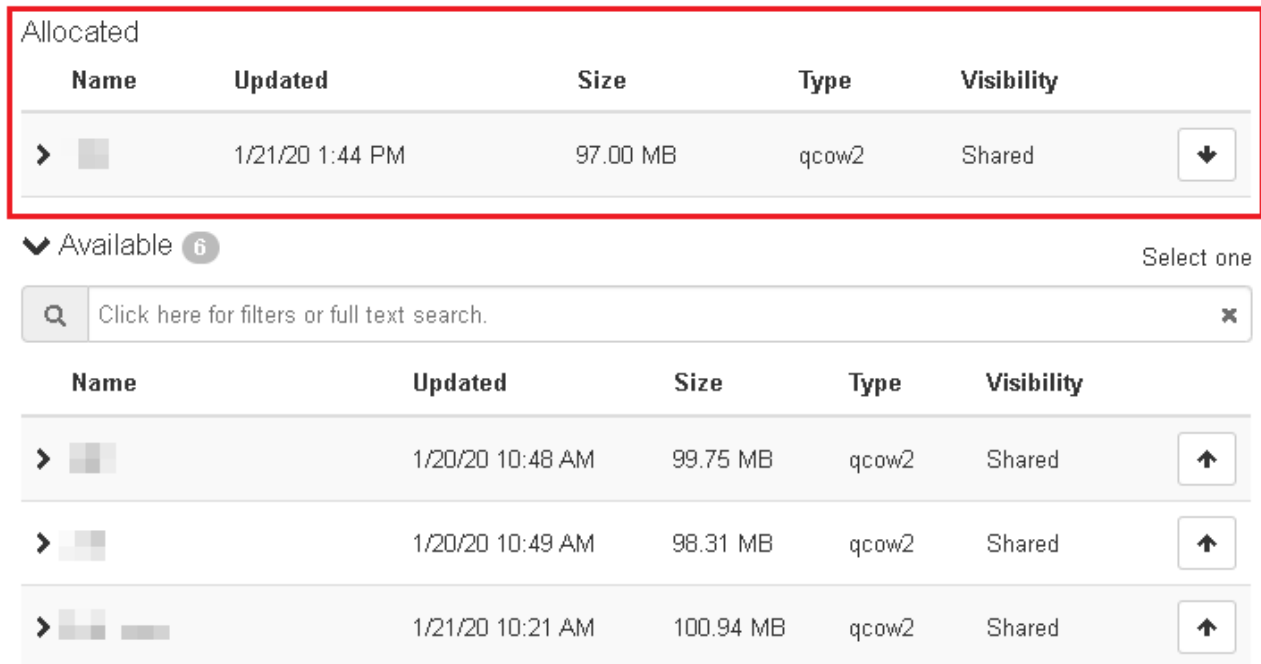 Allocated
Name Updated Size Type Visibility
1/21/20 1:44 PM 97.00 MB qcow2 Shared
Available 6
Select one
Click here for filters or full text search.
Name Updated Size Type Visibility
1/20/20 10:48 AM 99.75 MB qcow2 Shared
1/20/20 10:49 AM 98.31 MB qcow2 Shared
1/21/20 10:21 AM 100.94 MB qcow2 Shared